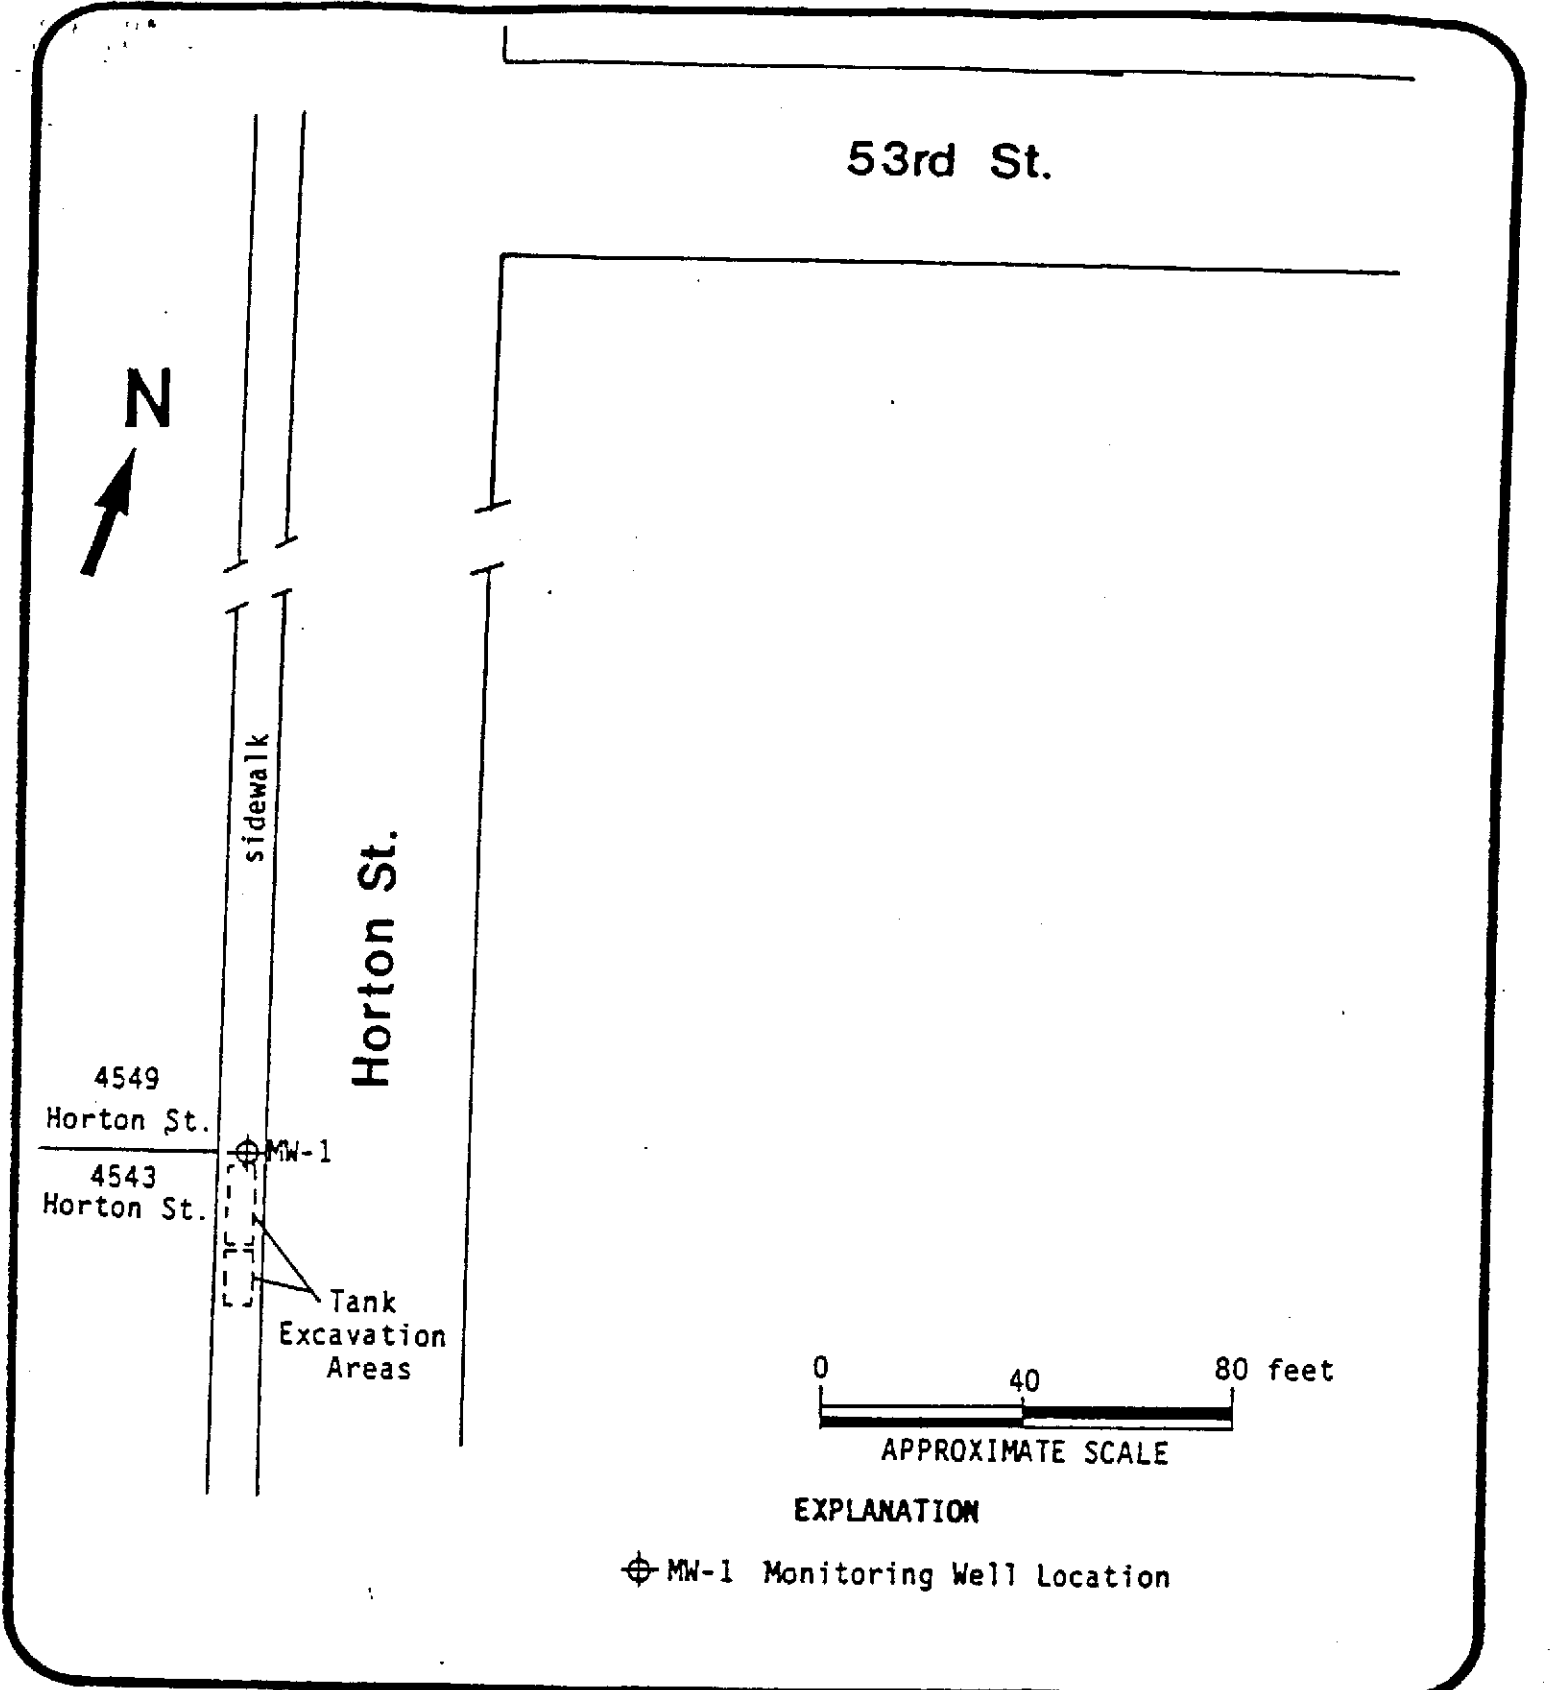 53rd St.
N
sidewalk
Horton St.
4549
Horton St.
MW-1
4543
Horton St.
Tank
Excavation
Areas
0 40 80 feet
APPROXIMATE SCALE
EXPLANATION
MW-1 Monitoring Well Location